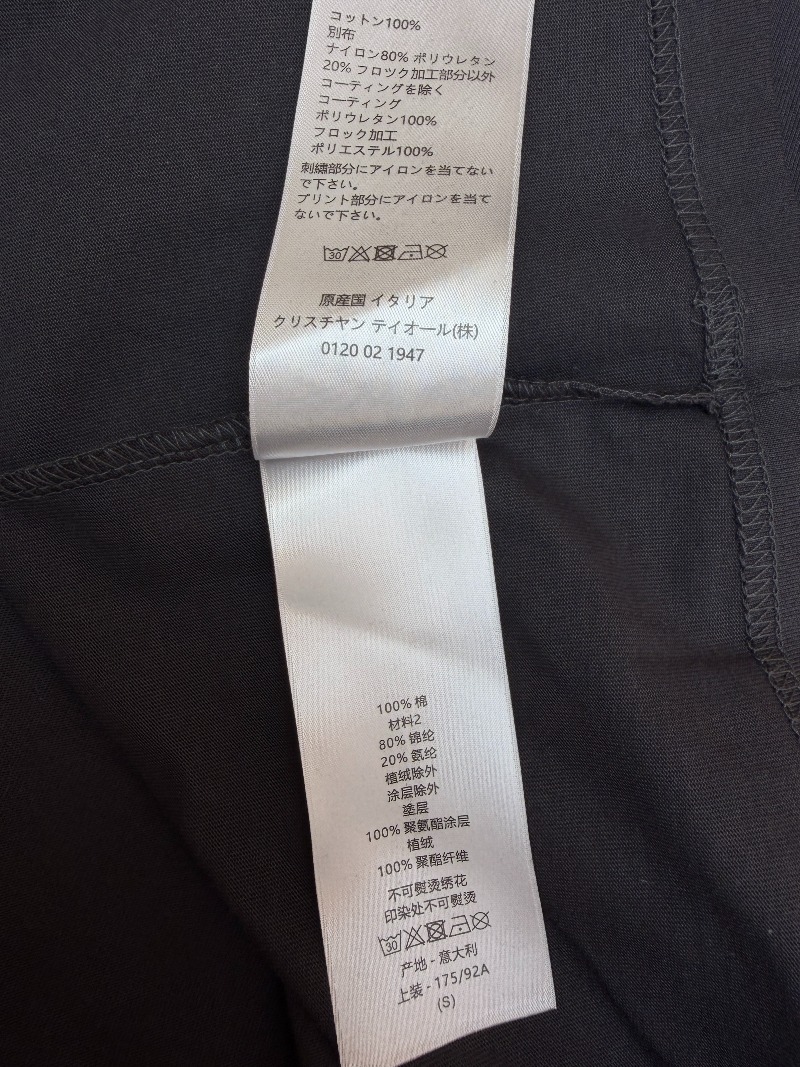 コットン100%
別布
ナイロン80% ポリウレタン
20% フロック加工部分以外
コーティングを除く
コーティング
ポリウレタン100%
フロック加工
ポリエステル100%
刺繍部分にアイロンを当てない
で下さい。
プリント部分にアイロンを当て
ないで下さい。
30
原産国 イタリア
クリスチャン ディオール(株)
0120 02 1947
100% 棉
材料2
80% 锦纶
20% 氨纶
植绒除外
涂层除外
塗层
100% 聚氨酯涂层
植绒
100% 聚酯纤维
不可熨烫绣花
印染处不可熨烫
30
产地 - 意大利
上装 - 175/92A
(S)